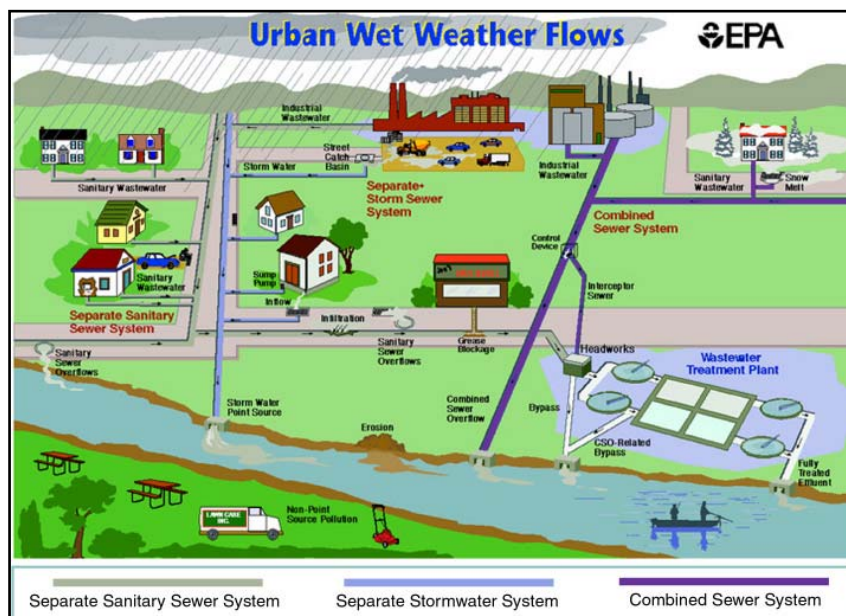 Urban Wet Weather Flows
EPA
Industrial
Wastewater
Street
Catch
Basin
Storm Water
Separate
Storm Sewer
System
Industrial
Wastewater
Sanitary
Wastewater
Snow
Melt
Sanitary Wastewater
Combined
Sewer System
Control
Device
Sanitary
Wastewater
Sump
Pump
Inflow
Interceptor
Sewer
Separate Sanitary
Sewer System
Infiltration
Sanitary
Sewer
Overflows
Grease
Blockage
Sanitary
Sewer
Overflows
Headworks
Wastewater
Treatment Plant
Storm Water
Point Source
Erosion
Combined
Sewer
Overflow
Bypass
CSO-Related
Bypass
Fully
Treated
Effluent
LAWN CARE
INC.
Non-Point
Source Pollution
Separate Sanitary Sewer System
Separate Stormwater System
Combined Sewer System